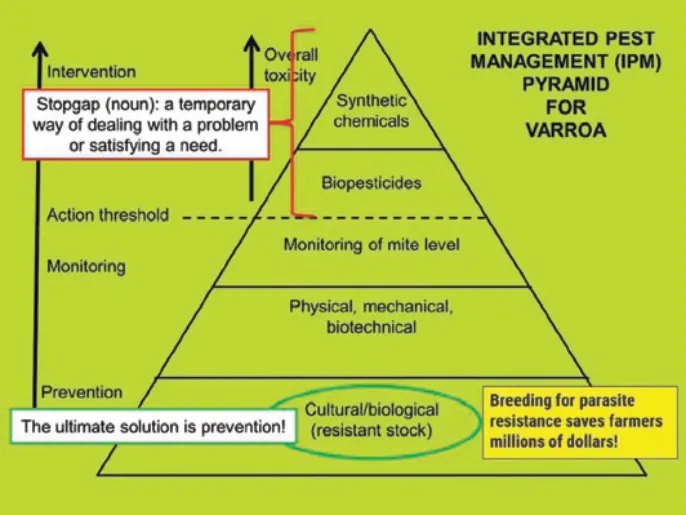 INTEGRATED PEST
MANAGEMENT (IPM)
PYRAMID
FOR
VARROA
Overall
toxicity
Intervention
Stopgap (noun): a temporary
way of dealing with a problem
or satisfying a need.
Synthetic
chemicals
Biopesticides
Action threshold
Monitoring of mite level
Monitoring
Physical, mechanical,
biotechnical
Prevention
The ultimate solution is prevention!
Cultural/biological
(resistant stock)
Breeding for parasite
resistance saves farmers
millions of dollars!